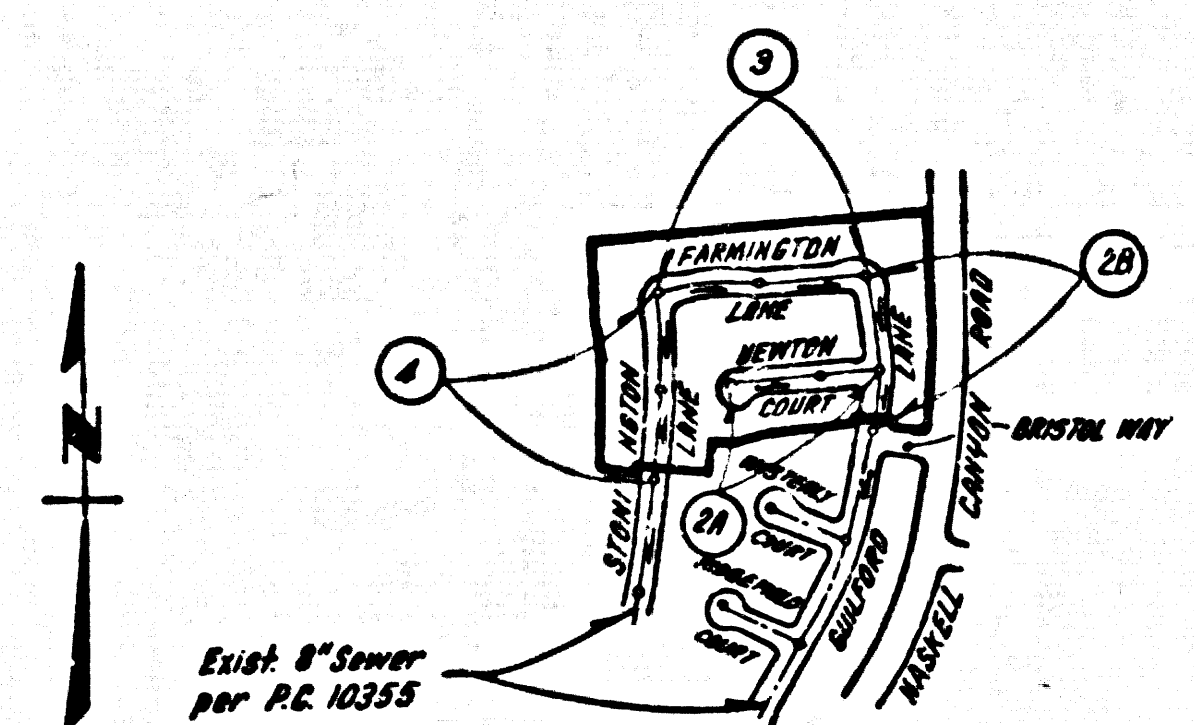 3
FARMINGTON
LANE
2B
NEWTON
COURT
LANE
ROAD
CANYON
4
NGTON
LANE
STONI
BRISTOL WAY
2A
COURT
COURT
GUILFORD
HASKELL
Exist. 8" Sewer
per P.C. 10355
N